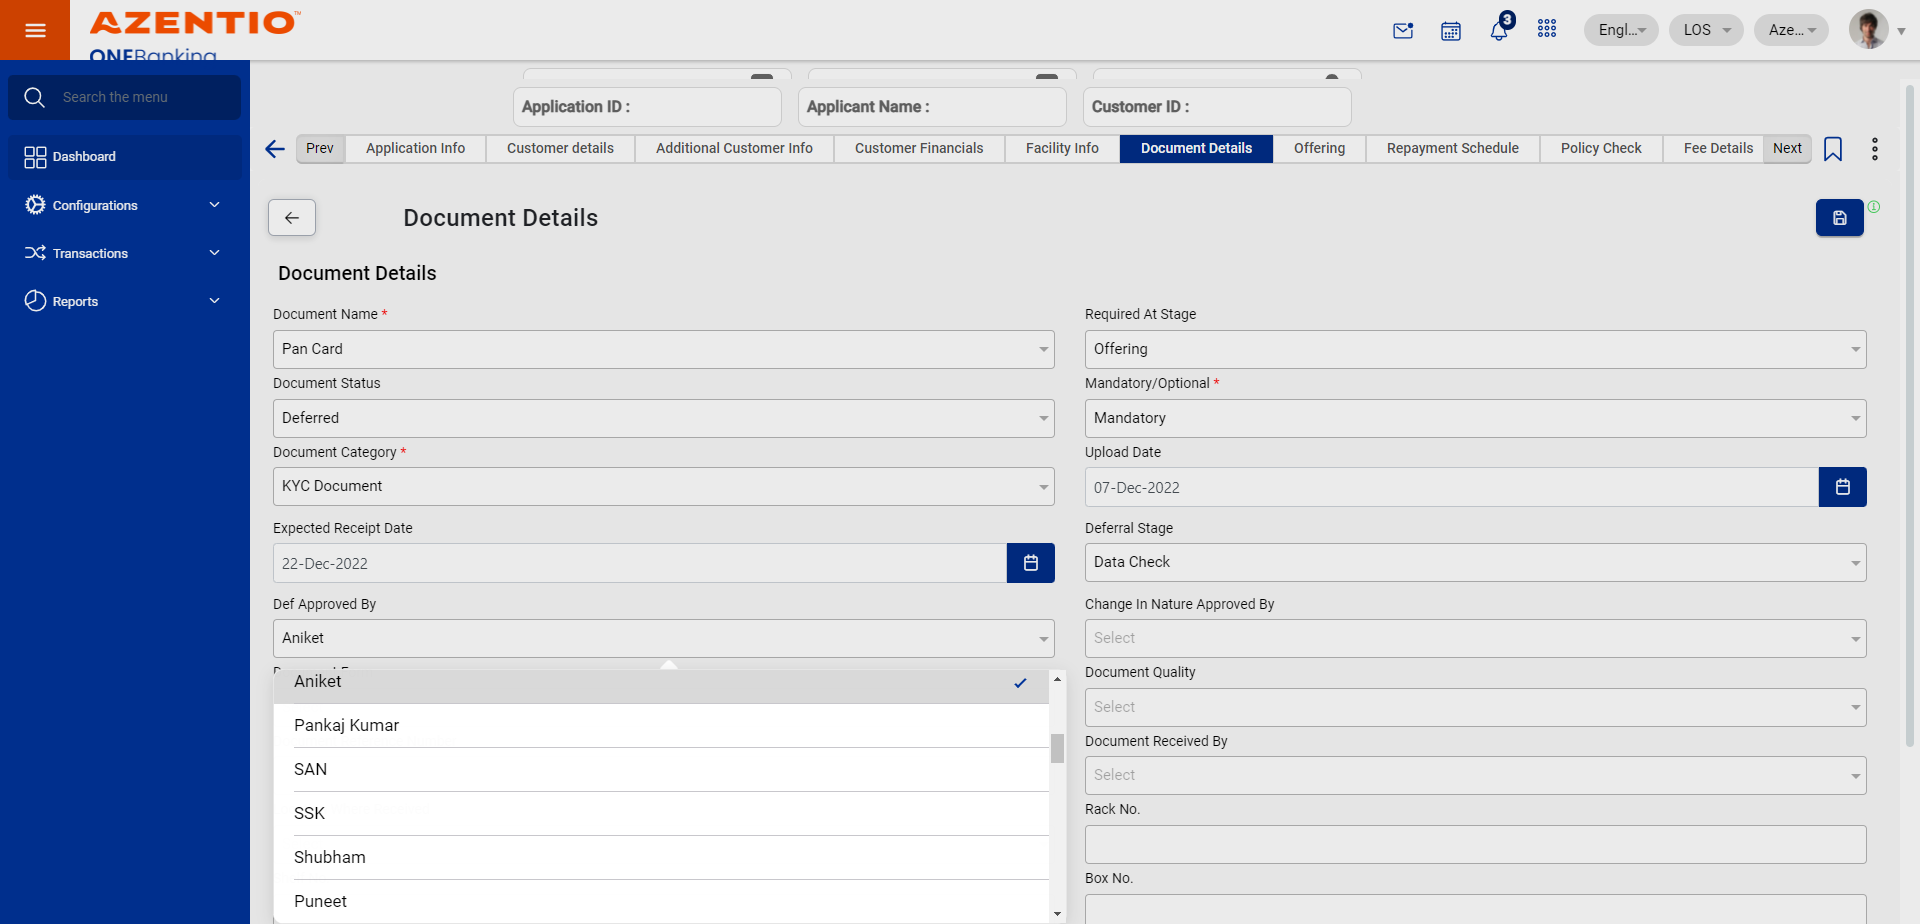 AZENTIO™
ONEBanking
3
Engl...
LOS
Aze...
Search the menu
Dashboard
Configurations
Transactions
Reports
Application ID :
Applicant Name :
Customer ID :
Prev
Application Info
Customer details
Additional Customer Info
Customer Financials
Facility Info
Document Details
Offering
Repayment Schedule
Policy Check
Fee Details
Next
Document Details
Document Details
Document Name *
Pan Card
Required At Stage
Offering
Document Status
Deferred
Mandatory/Optional *
Mandatory
Document Category *
KYC Document
Upload Date
07-Dec-2022
Expected Receipt Date
22-Dec-2022
Deferral Stage
Data Check
Def Approved By
Aniket
Change In Nature Approved By
Select
Aniket
Pankaj Kumar
SAN
SSK
Shubham
Puneet
Document Quality
Select
Document Received By
Select
Rack No.
Box No.